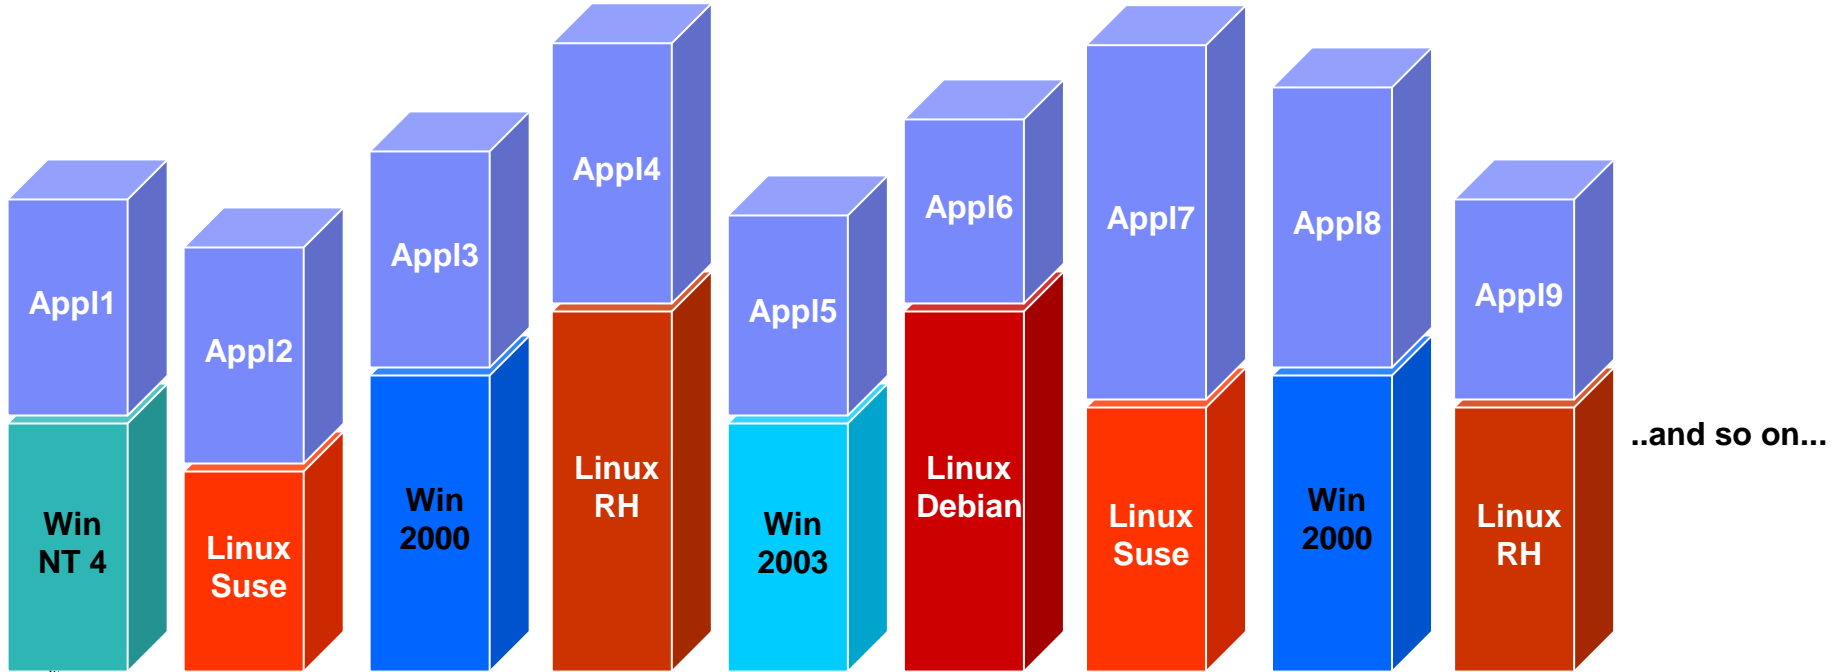 Appl1
Win
NT 4
Appl2
Linux
Suse
Appl3
Win
2000
Appl4
Linux
RH
Appl5
Win
2003
Appl6
Linux
Debian
Appl7
Linux
Suse
Appl8
Win
2000
Appl9
Linux
RH
..and so on...